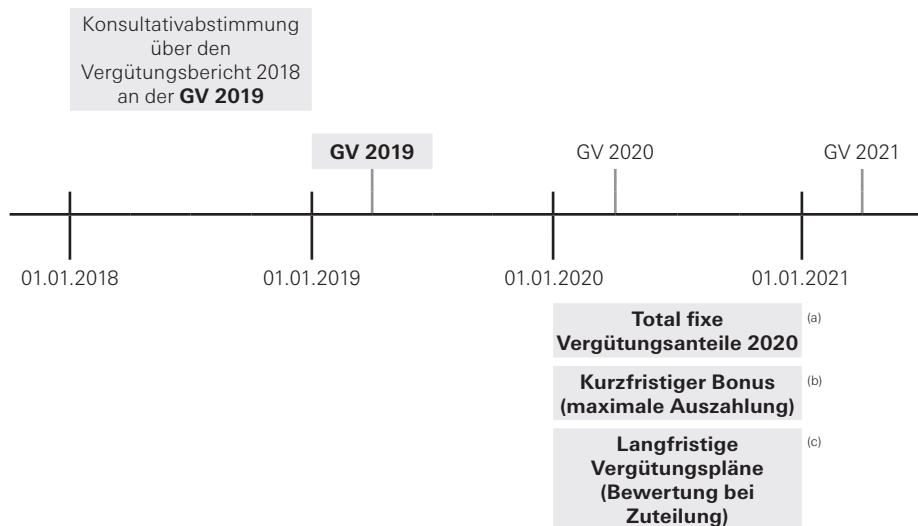 Konsultativabstimmung
über den
Vergütungsbericht 2018
an der GV 2019
GV 2019
GV 2020
GV 2021
01.01.2018
01.01.2019
01.01.2020
01.01.2021
Total fixe
Vergütungsanteile 2020
(a)
Kurzfristiger Bonus
(maximale Auszahlung)
(b)
Langfristige
Vergütungspläne
(Bewertung bei
Zuteilung)
(c)